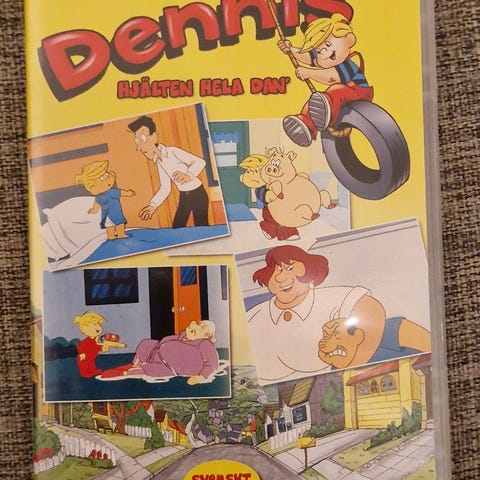 Dennis
HJÄLTEN HELA DAN'
SVENSKT